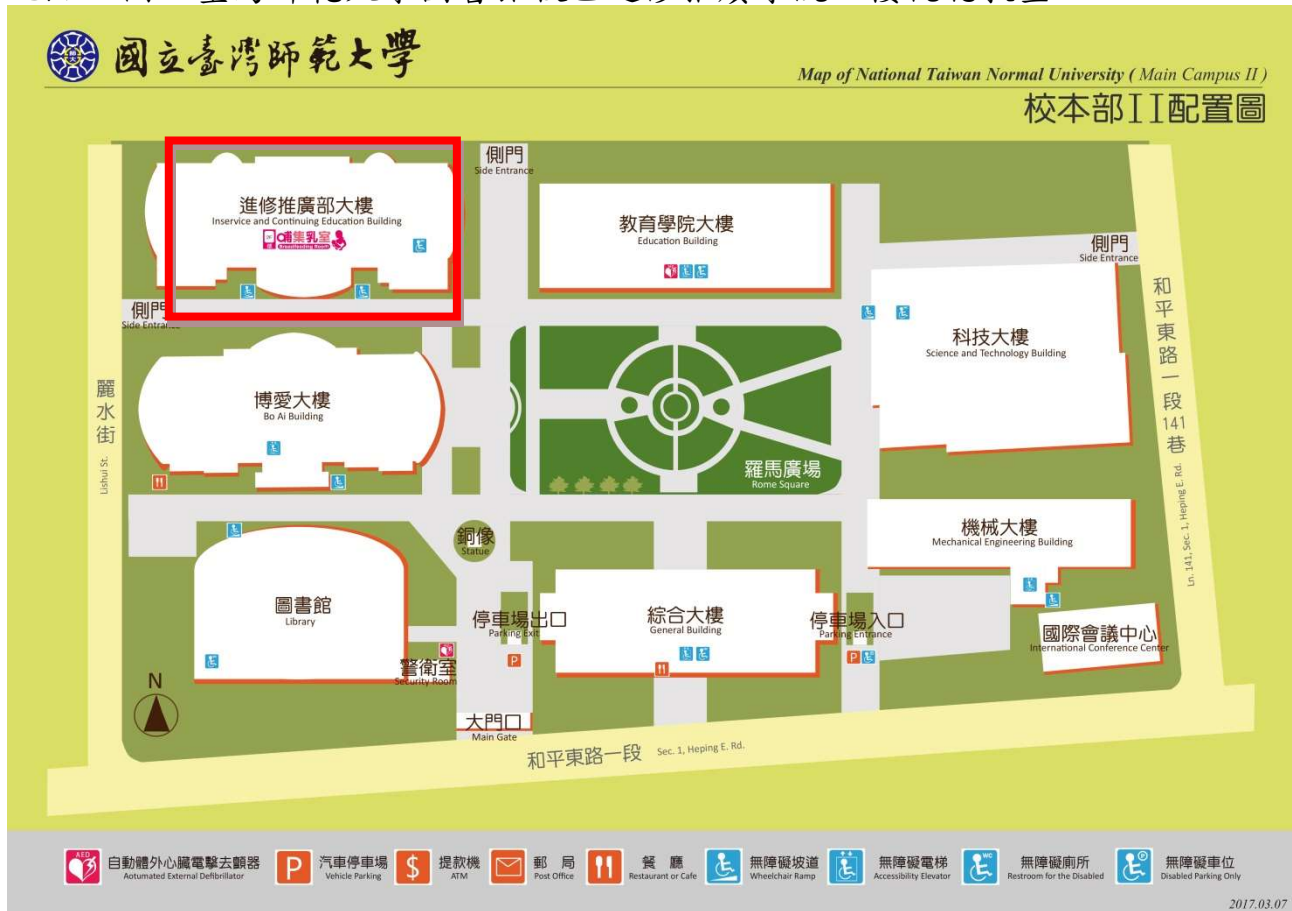 國立臺灣師範大學
Map of National Taiwan Normal University ( Main Campus II )
校本部II配置圖
側門
Side Entrance
進修推廣部大樓
Inservice and Continuing Education Building
哺集乳室
Breastfeeding Room
教育學院大樓
Education Building
側門
Side Entrance
側門
Side Entran
科技大樓
Science and Technology Building
和平東路一段141巷
Ln. 141, Sec. 1, Heping E. Rd.
麗水街
Lishui St.
博愛大樓
Bo Ai Building
羅馬廣場
Rome Square
銅像
Statue
機械大樓
Mechanical Engineering Building
圖書館
Library
停車場出口
Parking Exit
P
綜合大樓
General Building
停車場入口
Parking Entrance
P
國際會議中心
International Conference Center
警衛室
Security Room
N
大門口
Main Gate
和平東路一段 Sec. 1, Heping E. Rd.
AED 自動體外心臟電擊去顫器
Aotumated External Defibrillator
P 汽車停車場
Vehicle Parking
$ 提款機
ATM
郵 局
Post Office
餐 廳
Restaurant or Cafe
無障礙坡道
Wheelchair Ramp
無障礙電梯
Accessibility Elevator
WC 無障礙廁所
Restroom for the Disabled
P 無障礙車位
Disabled Parking Only
2017.03.07